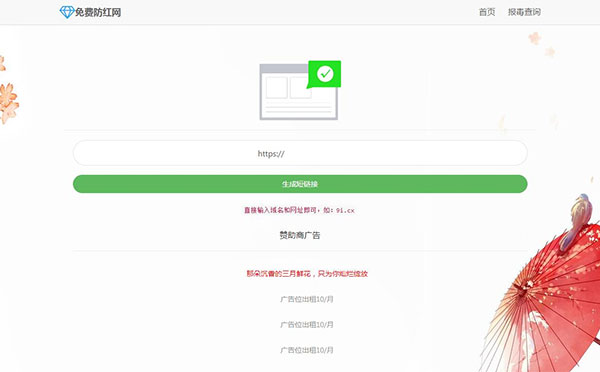 免费防红网
首页 报毒查询
https://
生成短链接
直接输入域名和网址即可，如：9i.cx
赞助商广告
那朵沉香的三月鲜花，只为你灿烂绽放
广告位出租10/月
广告位出租10/月
广告位出租10/月